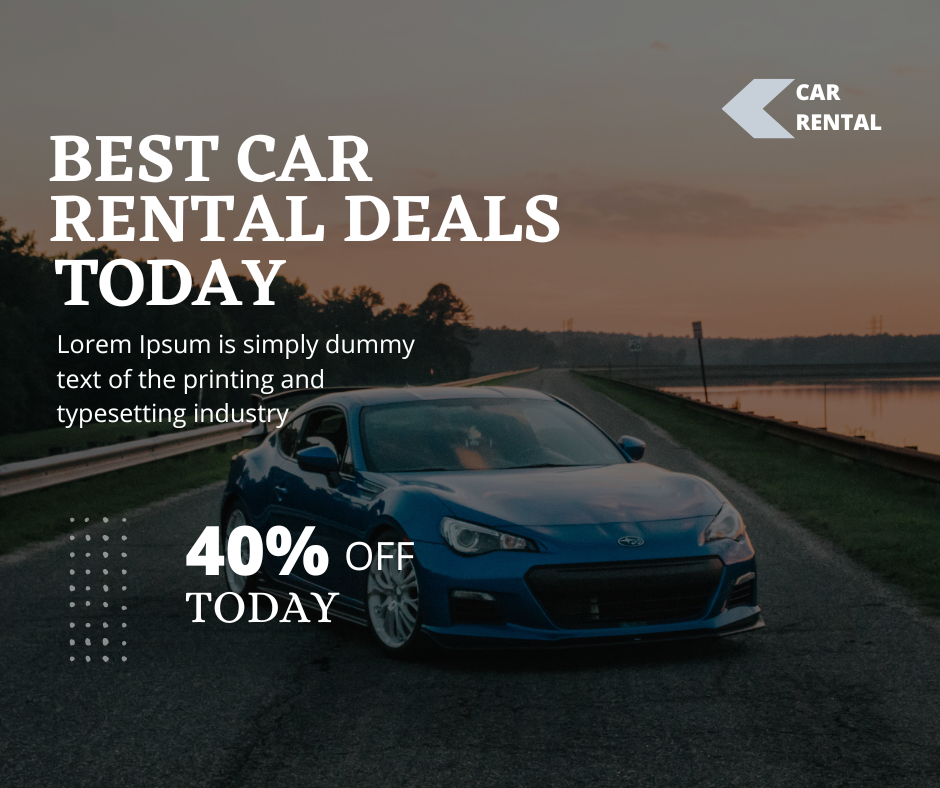 CAR
RENTAL
BEST CAR
RENTAL DEALS
TODAY
Lorem Ipsum is simply dummy
text of the printing and
typesetting industry
40% OFF
TODAY